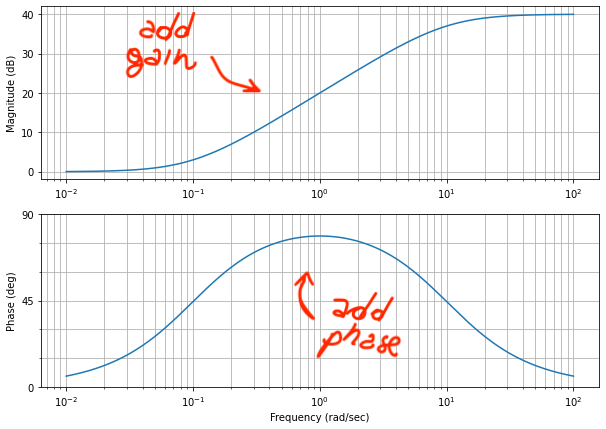 40
30
20
10
0
Magnitude (dB)
add
gain
10⁻² 10⁻¹ 10⁰ 10¹ 10²
90
45
0
Phase (deg)
add
phase
10⁻² 10⁻¹ 10⁰ 10¹ 10²
Frequency (rad/sec)